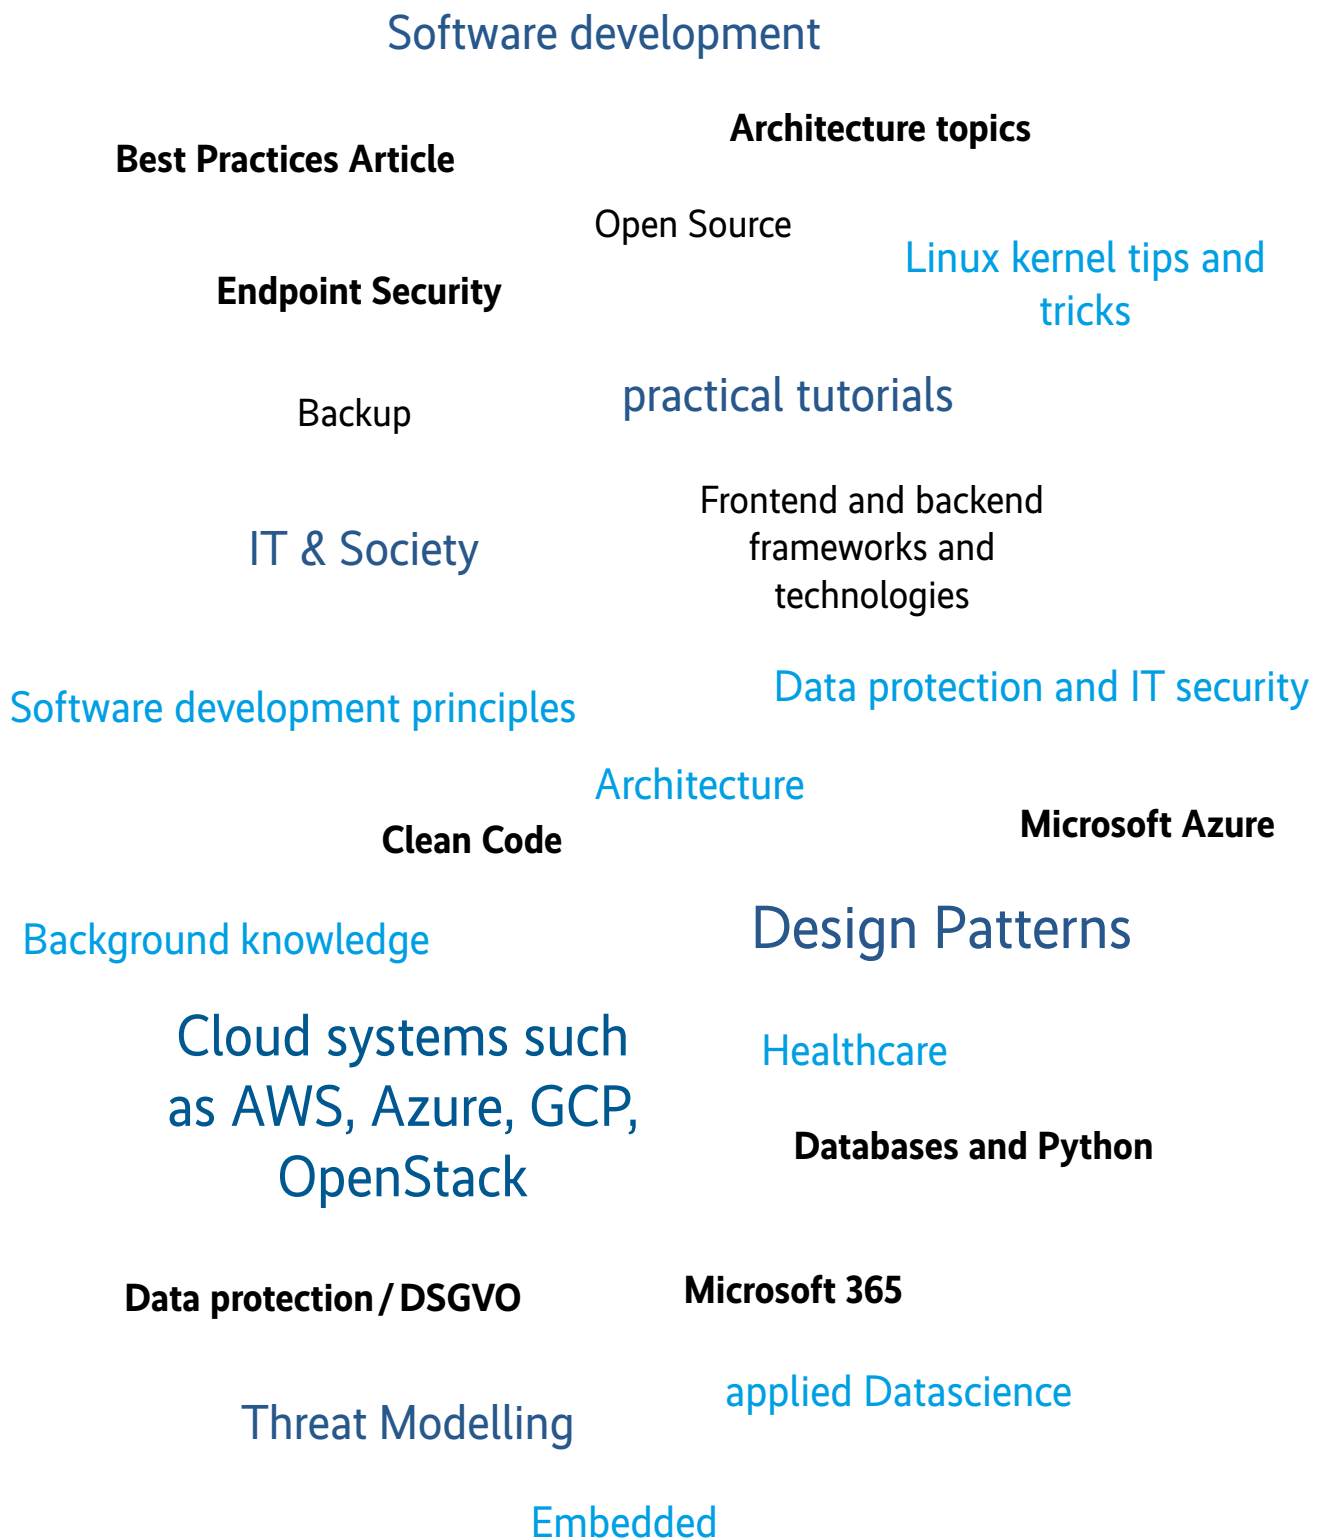 Software development
Architecture topics
Best Practices Article
Open Source
Linux kernel tips and
tricks
Endpoint Security
practical tutorials
Backup
Frontend and backend
frameworks and
technologies
IT & Society
Data protection and IT security
Software development principles
Architecture
Microsoft Azure
Clean Code
Design Patterns
Background knowledge
Cloud systems such
as AWS, Azure, GCP,
OpenStack
Healthcare
Databases and Python
Microsoft 365
Data protection / DSGVO
applied Datascience
Threat Modelling
Embedded